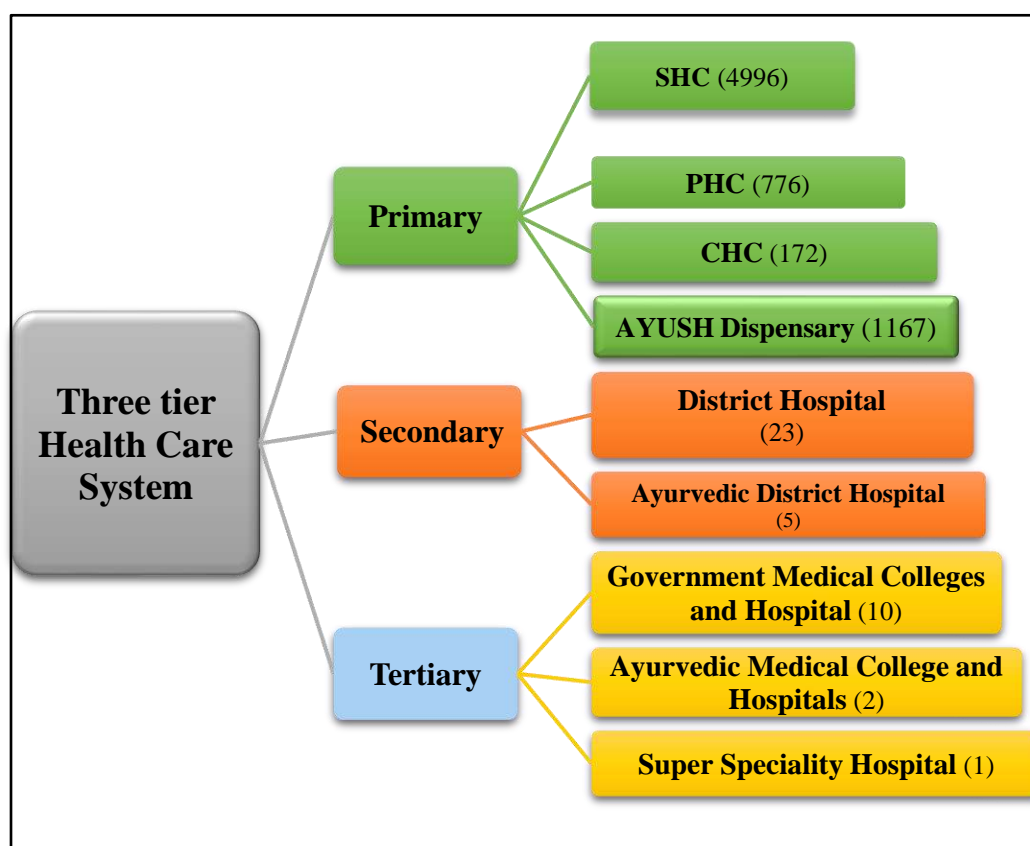 Three tier
Health Care
System
Primary
SHC (4996)
PHC (776)
CHC (172)
AYUSH Dispensary (1167)
Secondary
District Hospital
(23)
Ayurvedic District Hospital
(5)
Tertiary
Government Medical Colleges
and Hospital (10)
Ayurvedic Medical College and
Hospitals (2)
Super Speciality Hospital (1)